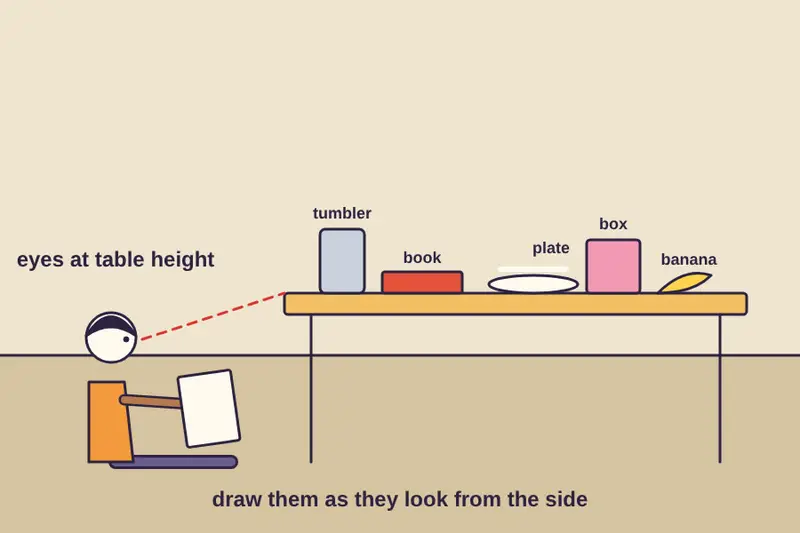 tumbler
box
book
plate
banana
eyes at table height
draw them as they look from the side